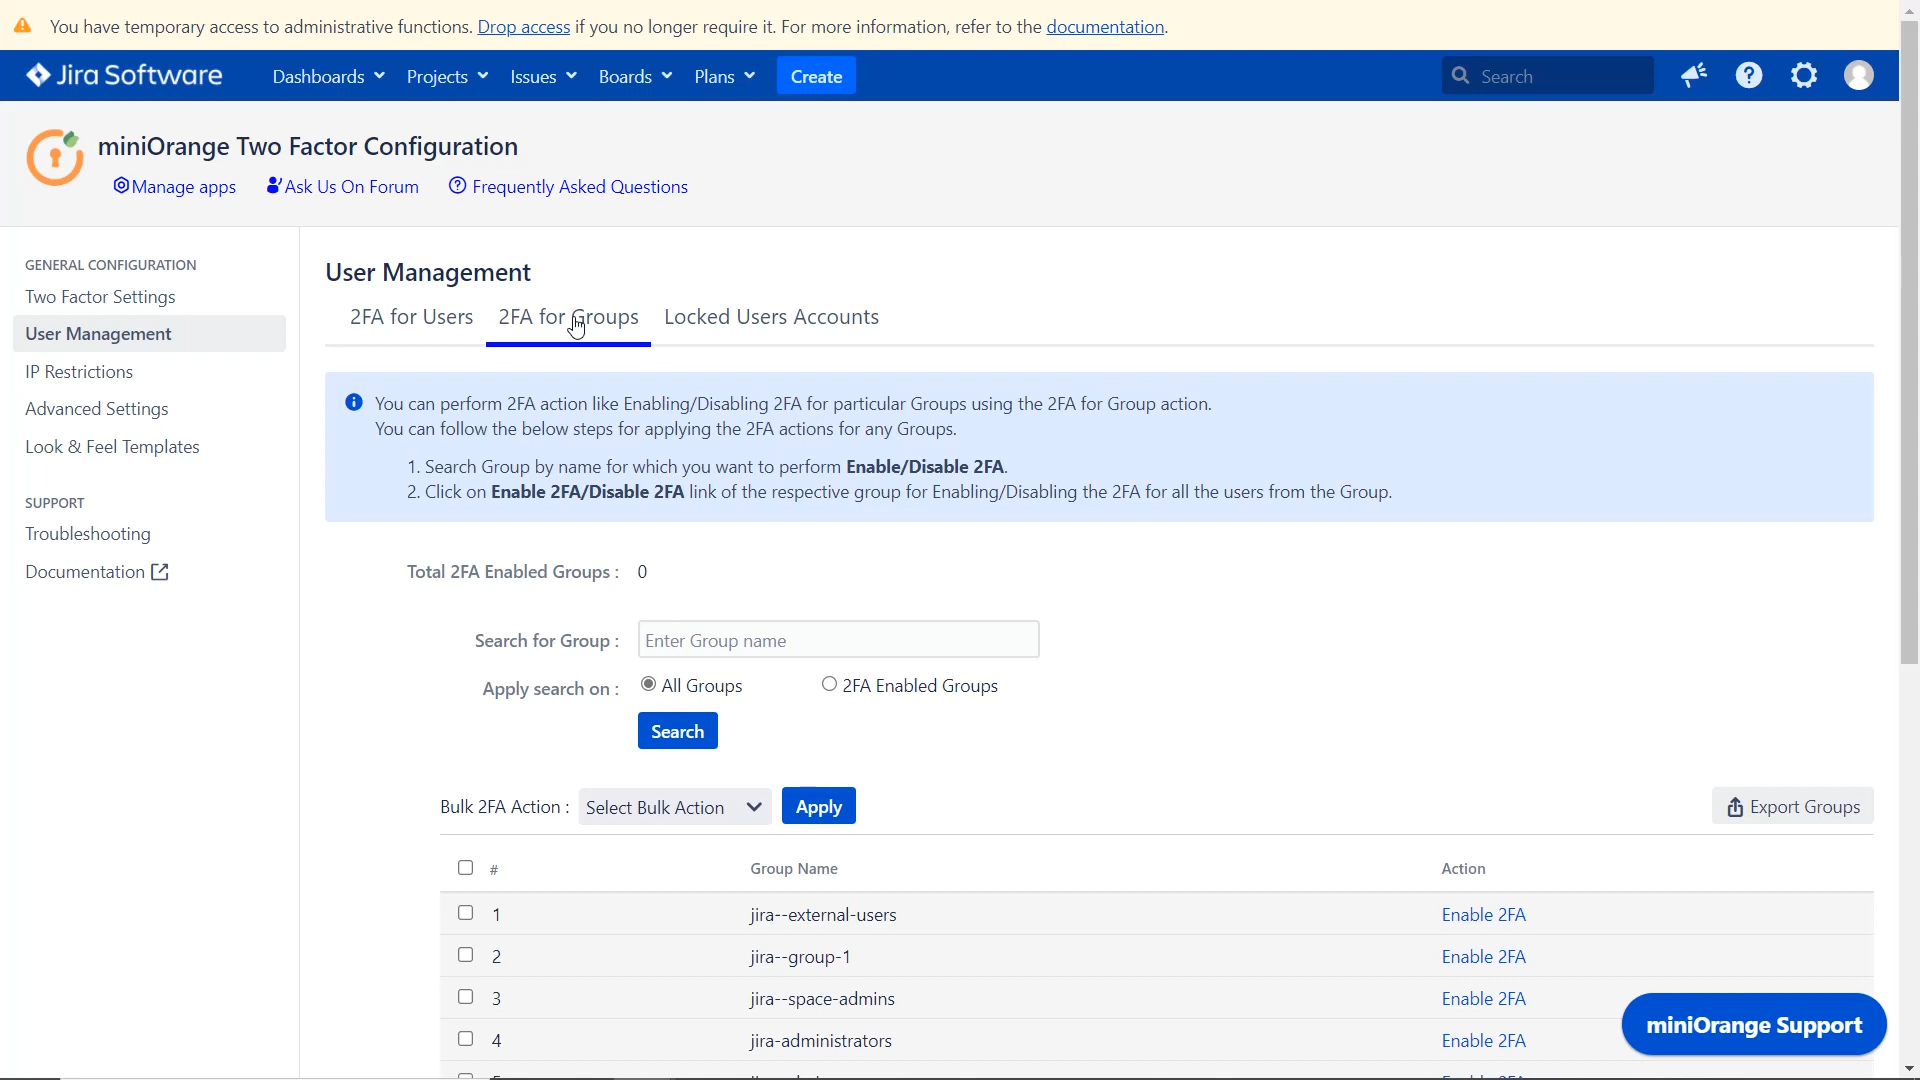 You have temporary access to administrative functions. Drop access if you no longer require it. For more information, refer to the documentation.
Jira Software Dashboards Projects Issues Boards Plans Create Search
miniOrange Two Factor Configuration
Manage apps Ask Us On Forum Frequently Asked Questions
GENERAL CONFIGURATION
Two Factor Settings
User Management
IP Restrictions
Advanced Settings
Look & Feel Templates
SUPPORT
Troubleshooting
Documentation
User Management
2FA for Users 2FA for Groups Locked Users Accounts
You can perform 2FA action like Enabling/Disabling 2FA for particular Groups using the 2FA for Group action.
You can follow the below steps for applying the 2FA actions for any Groups.
1. Search Group by name for which you want to perform Enable/Disable 2FA.
2. Click on Enable 2FA/Disable 2FA link of the respective group for Enabling/Disabling the 2FA for all the users from the Group.
Total 2FA Enabled Groups : 0
Search for Group : Enter Group name
Apply search on : All Groups 2FA Enabled Groups
Search
Bulk 2FA Action : Select Bulk Action Apply Export Groups
# Group Name Action
1 jira--external-users Enable 2FA
2 jira--group-1 Enable 2FA
3 jira--space-admins Enable 2FA
4 jira-administrators Enable 2FA
miniOrange Support